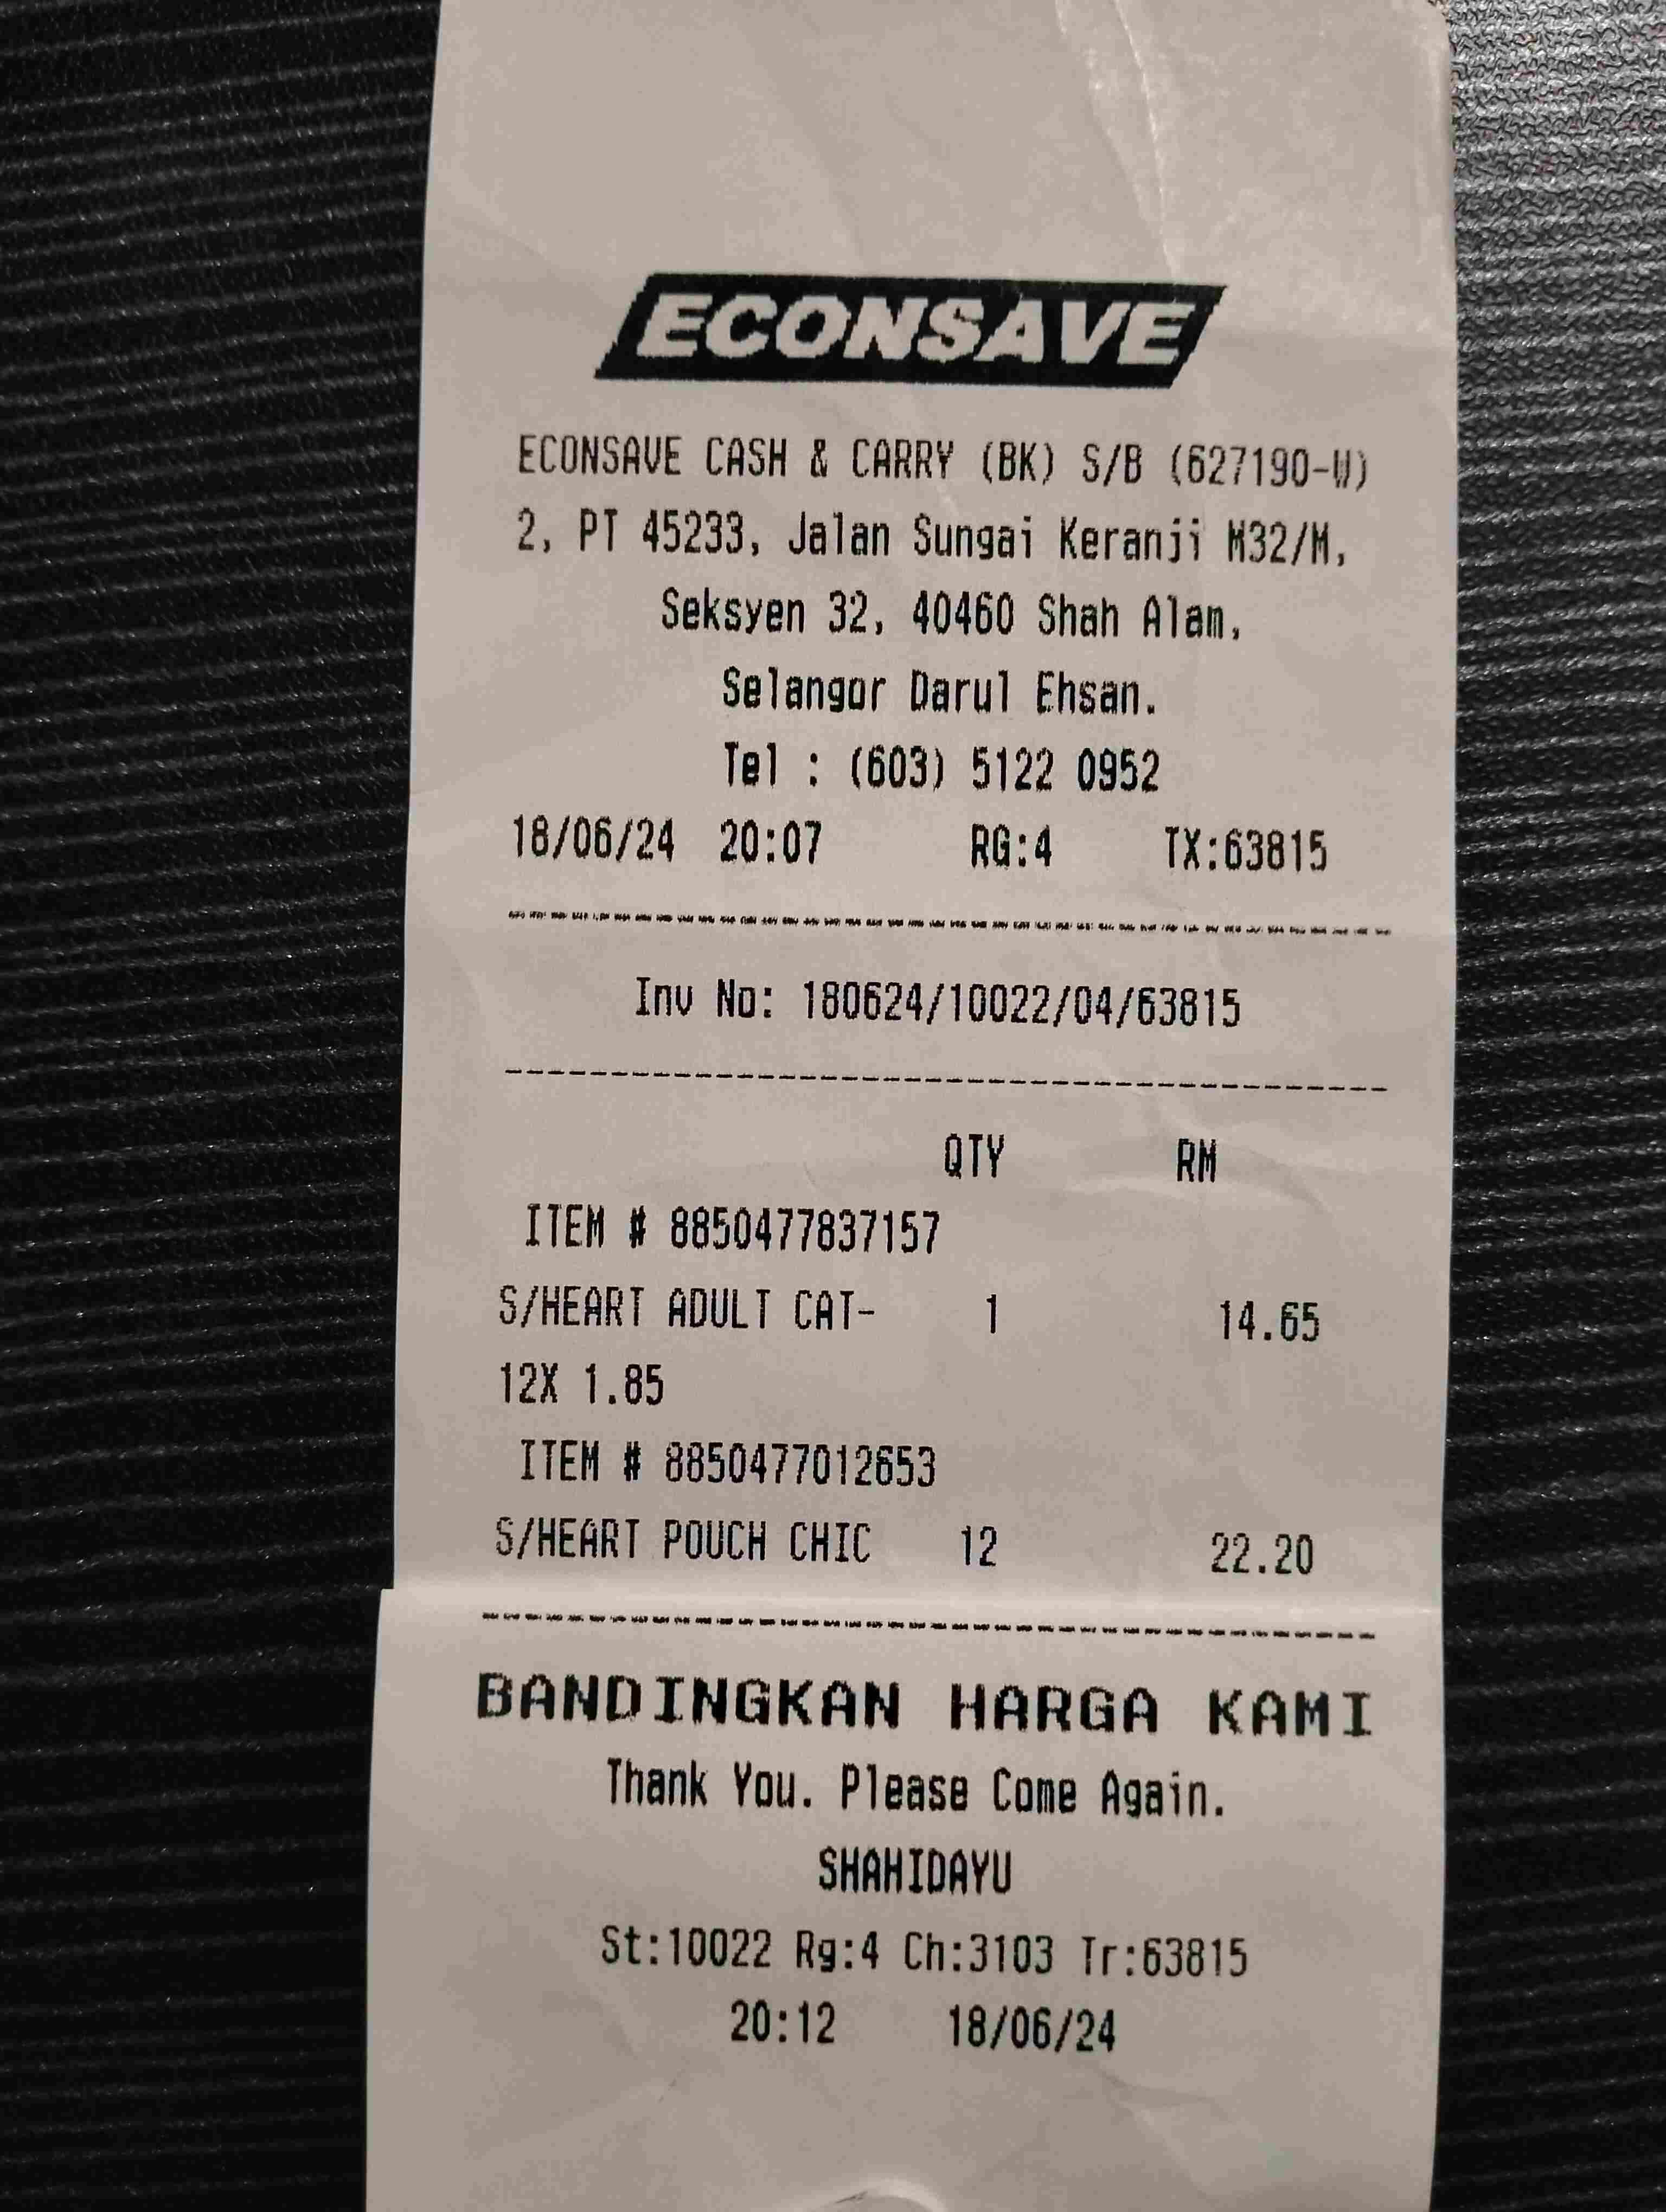 ECONSAVE
ECONSAVE CASH & CARRY (BK) S/B (627190-W)
2, PT 45233, Jalan Sungai Keranji M32/M,
Seksyen 32, 40460 Shah Alam,
Selangor Darul Ehsan.
Tel : (603) 5122 0952
18/06/24 20:07 RG:4 TX:63815
Inv No: 180624/10022/04/63815
QTY RM
ITEM # 8850477837157
S/HEART ADULT CAT- 1 14.65
12X 1.85
ITEM # 8850477012653
S/HEART POUCH CHIC 12 22.20
BANDINGKAN HARGA KAMI
Thank You. Please Come Again.
SHAHIDAYU
St:10022 Rg:4 Ch:3103 Tr:63815
20:12 18/06/24